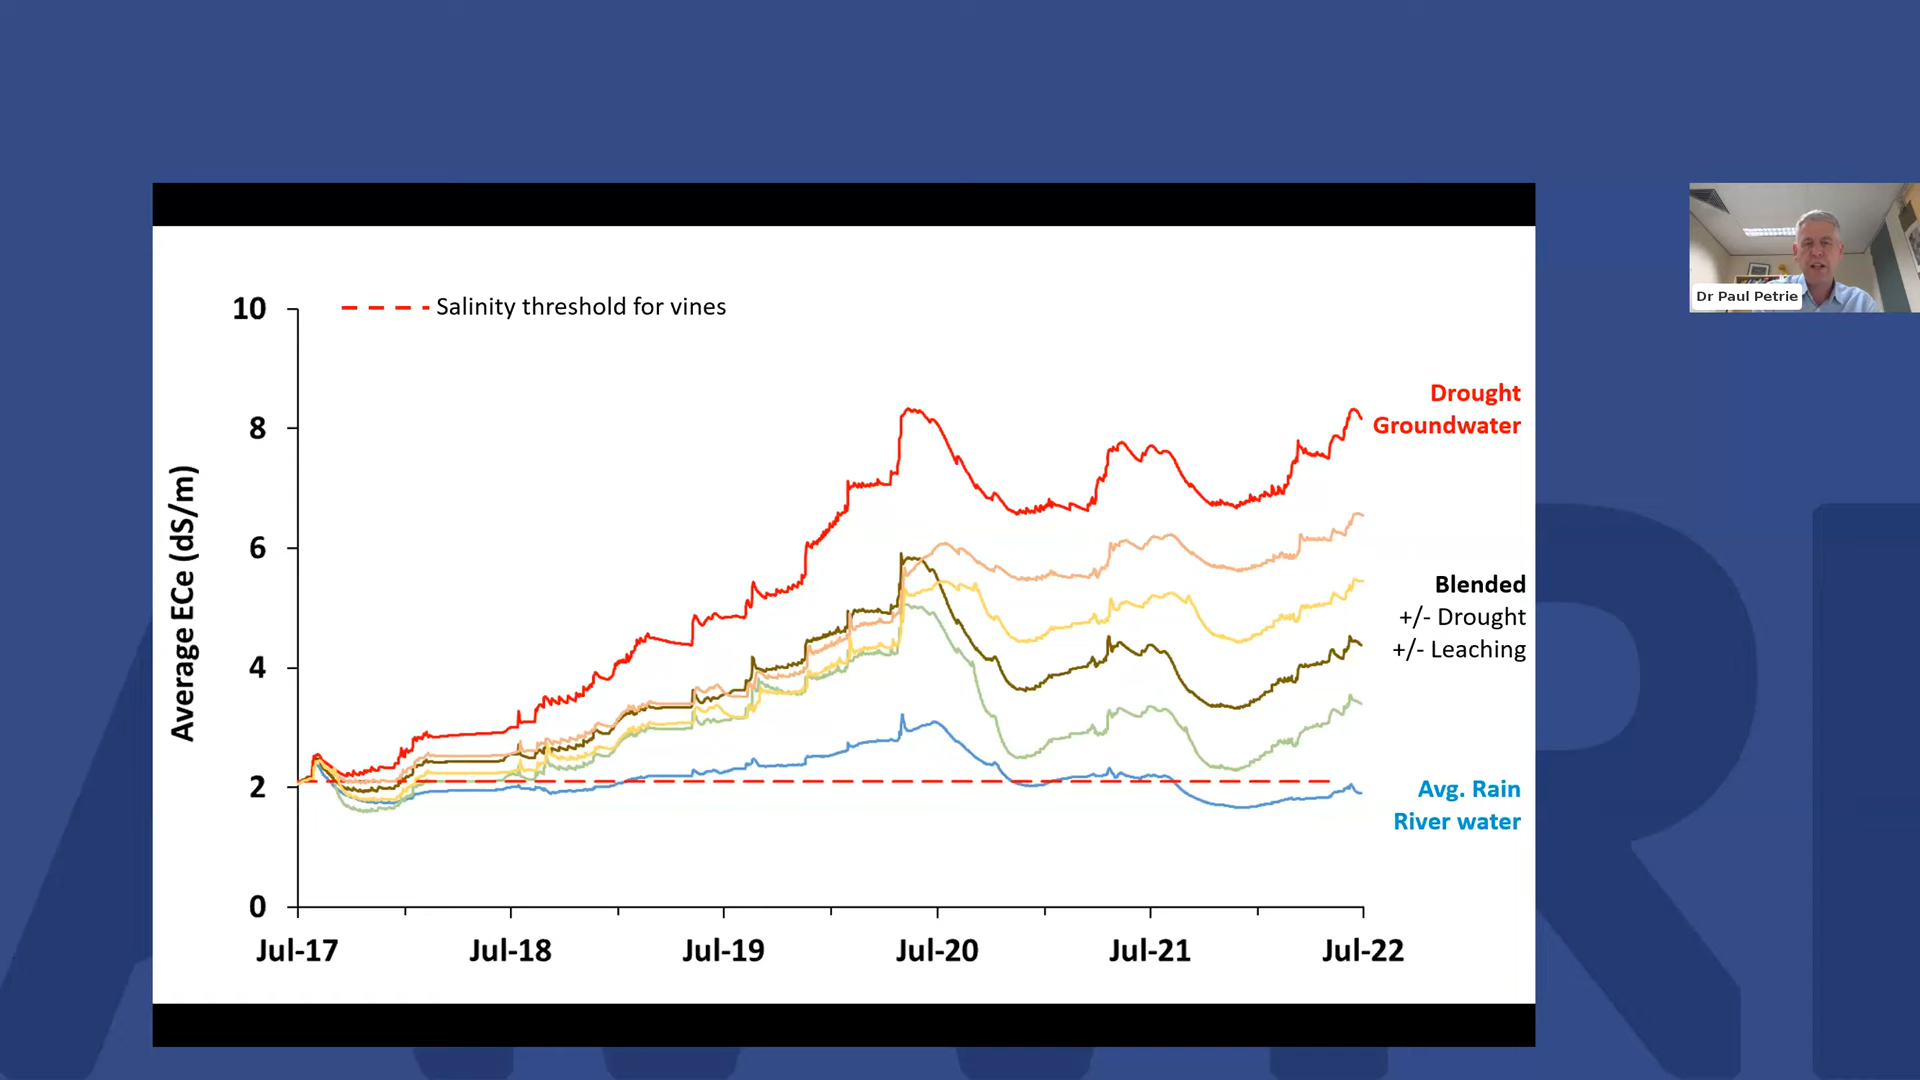 10
Salinity threshold for vines
8
6
4
2
0
Average ECe (dS/m)
Drought
Groundwater
Blended
+/- Drought
+/- Leaching
Avg. Rain
River water
Jul-17 Jul-18 Jul-19 Jul-20 Jul-21 Jul-22
Dr Paul Petrie